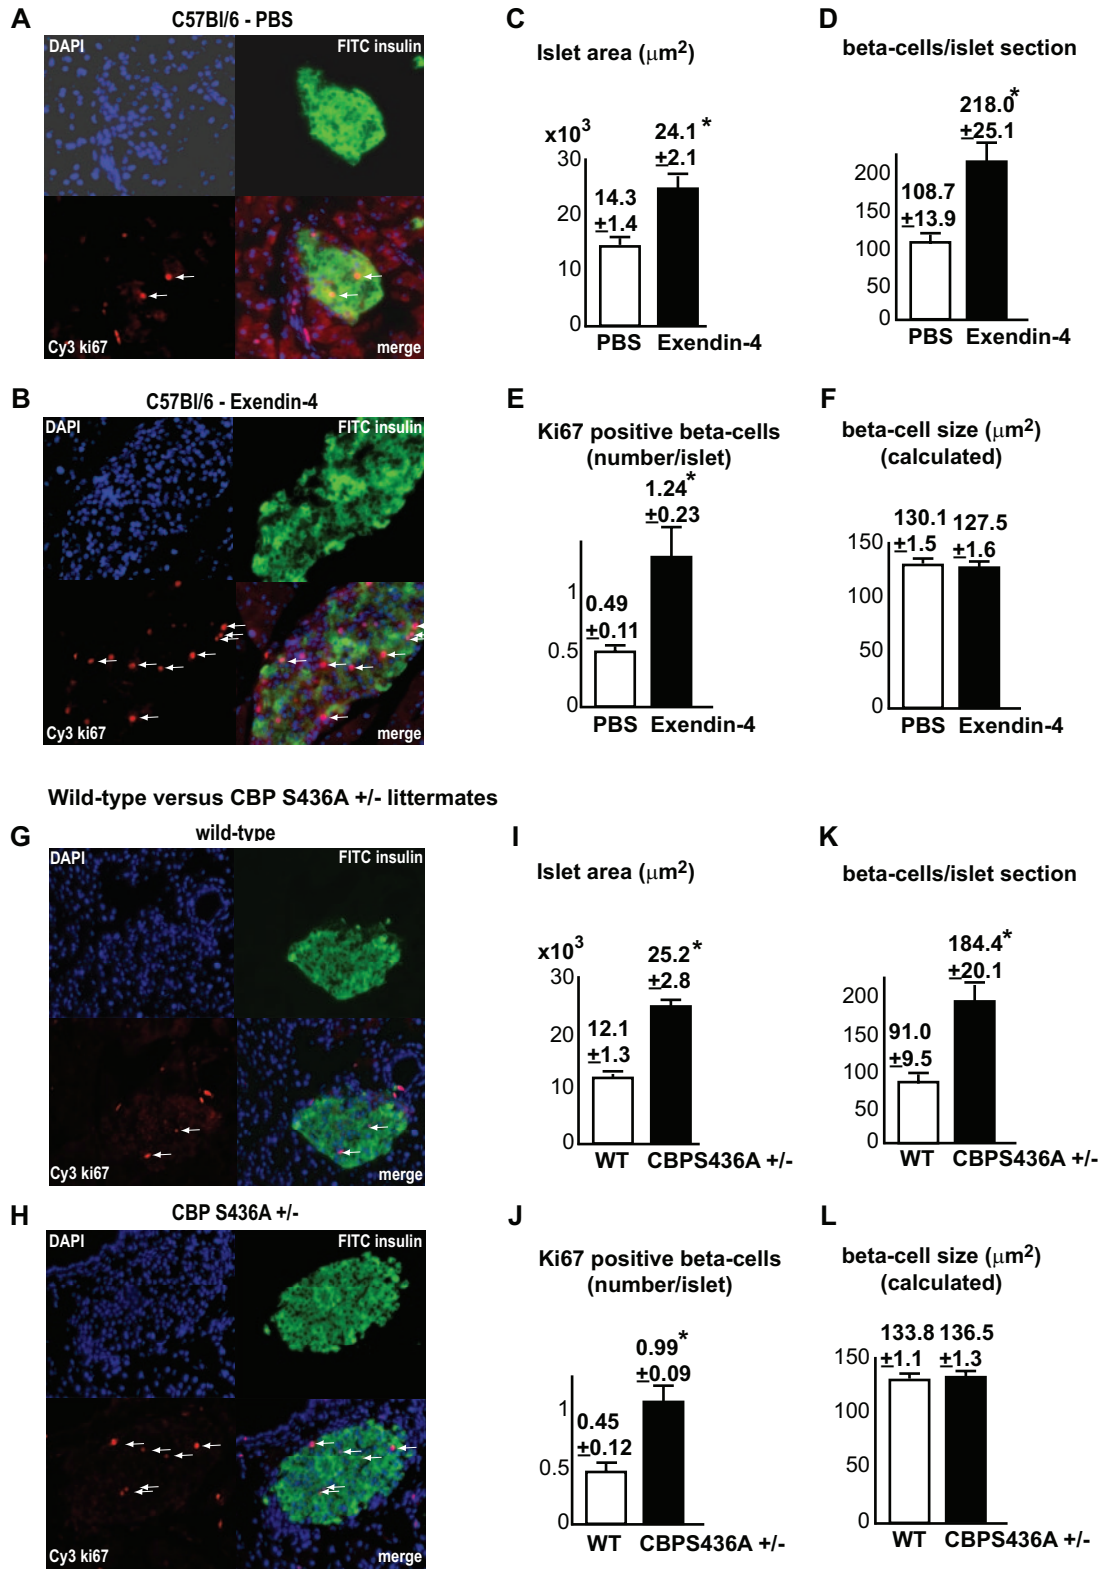 A
C57Bl/6 - PBS
DAPI
FITC insulin
Cy3 ki67
merge
C
Islet area (μm2)
x10 3
30
20
10
0
14.3
±1.4
24.1 *
±2.1
PBS Exendin-4
D
beta-cells/islet section
200
150
100
50
0
108.7
±13.9
218.0 *
±25.1
PBS Exendin-4
B
C57Bl/6 - Exendin-4
DAPI
FITC insulin
Cy3 ki67
merge
E
Ki67 positive beta-cells
(number/islet)
1
0.5
0
0.49
±0.11
1.24 *
±0.23
PBS Exendin-4
F
beta-cell size (μm2)
(calculated)
150
100
50
0
130.1
±1.5
127.5
±1.6
PBS Exendin-4
Wild-type versus CBP S436A +/- littermates
G
wild-type
DAPI
FITC insulin
Cy3 ki67
merge
I
Islet area (μm2)
x10 3
30
20
10
0
12.1
±1.3
25.2 *
±2.8
WT CBPS436A +/-
K
beta-cells/islet section
200
150
100
50
0
91.0
±9.5
184.4 *
±20.1
WT CBPS436A +/-
H
CBP S436A +/-
DAPI
FITC insulin
Cy3 ki67
merge
J
Ki67 positive beta-cells
(number/islet)
1
0.5
0
0.45
±0.12
0.99 *
±0.09
WT CBPS436A +/-
L
beta-cell size (μm2)
(calculated)
150
100
50
0
133.8
±1.1
136.5
±1.3
WT CBPS436A +/-